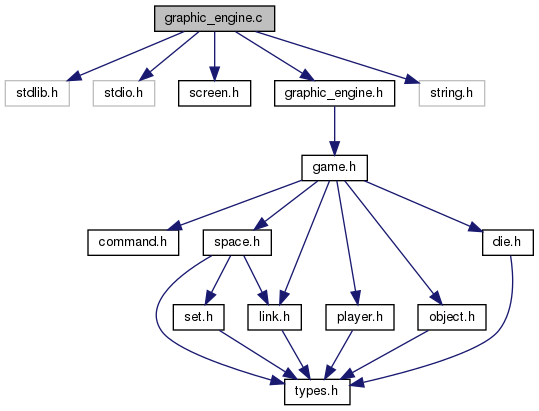 graphic_engine.c
stdlib.h
stdio.h
screen.h
graphic_engine.h
string.h
game.h
command.h
space.h
die.h
set.h
link.h
player.h
object.h
types.h